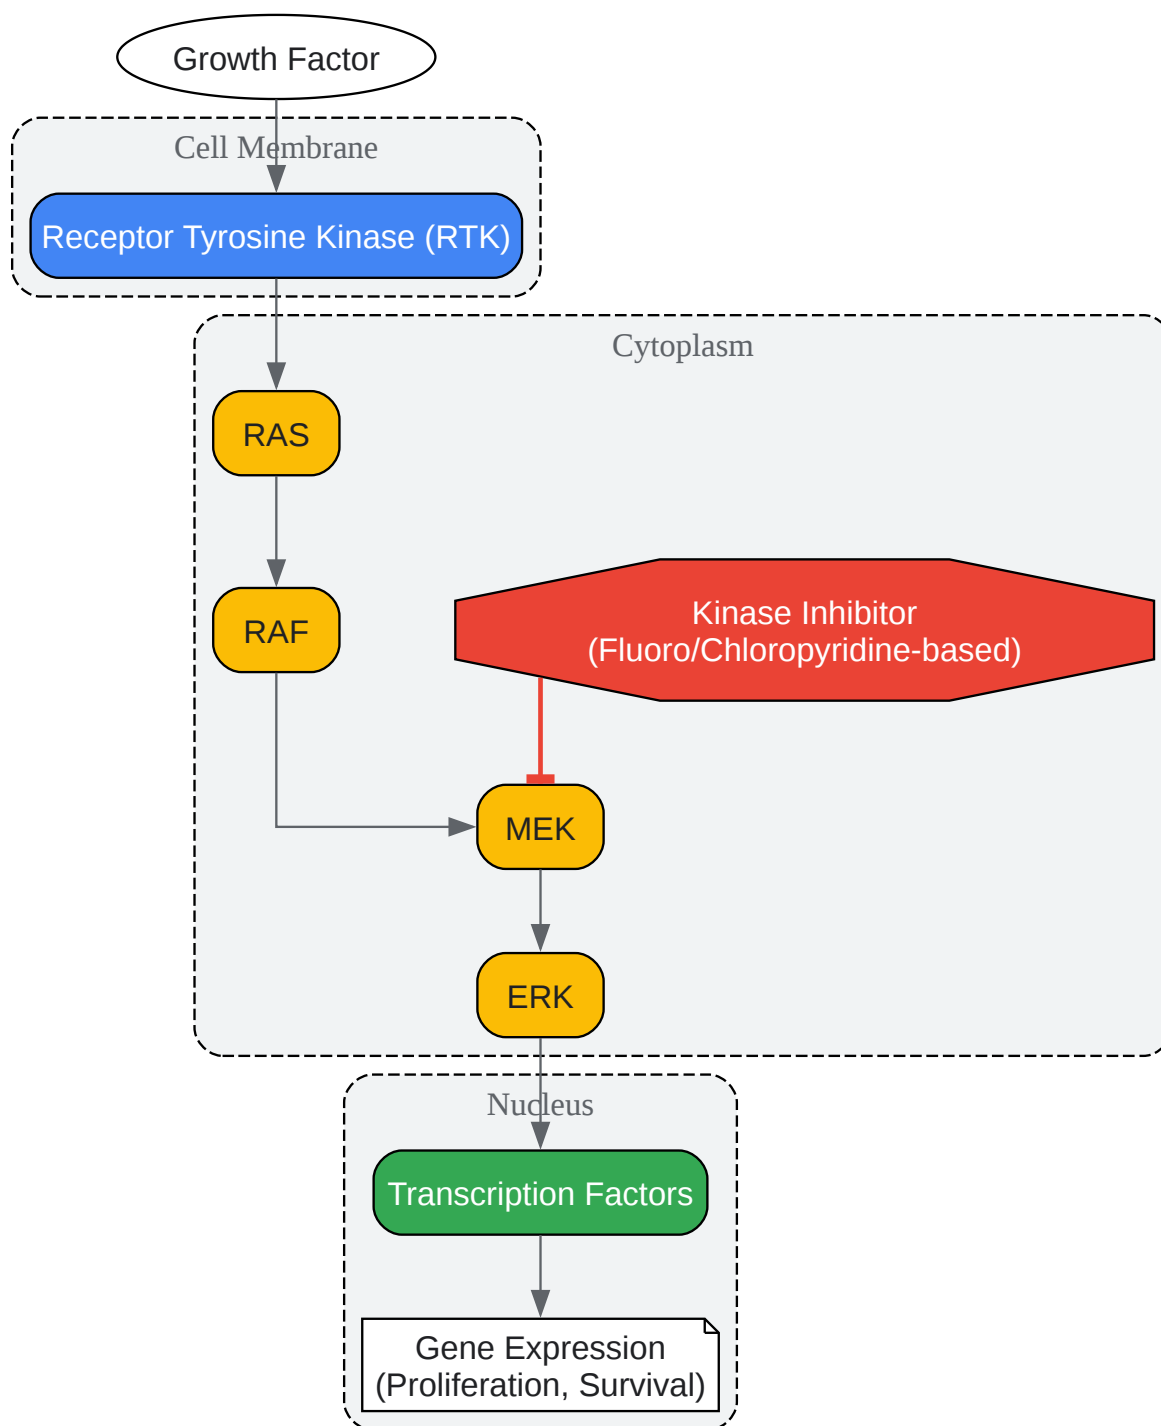 Growth Factor
Cell Membrane
Receptor Tyrosine Kinase (RTK)
Cytoplasm
RAS
RAF
Kinase Inhibitor
(Fluoro/Chloropyridine-based)
MEK
ERK
Nucleus
Transcription Factors
Gene Expression
(Proliferation, Survival)